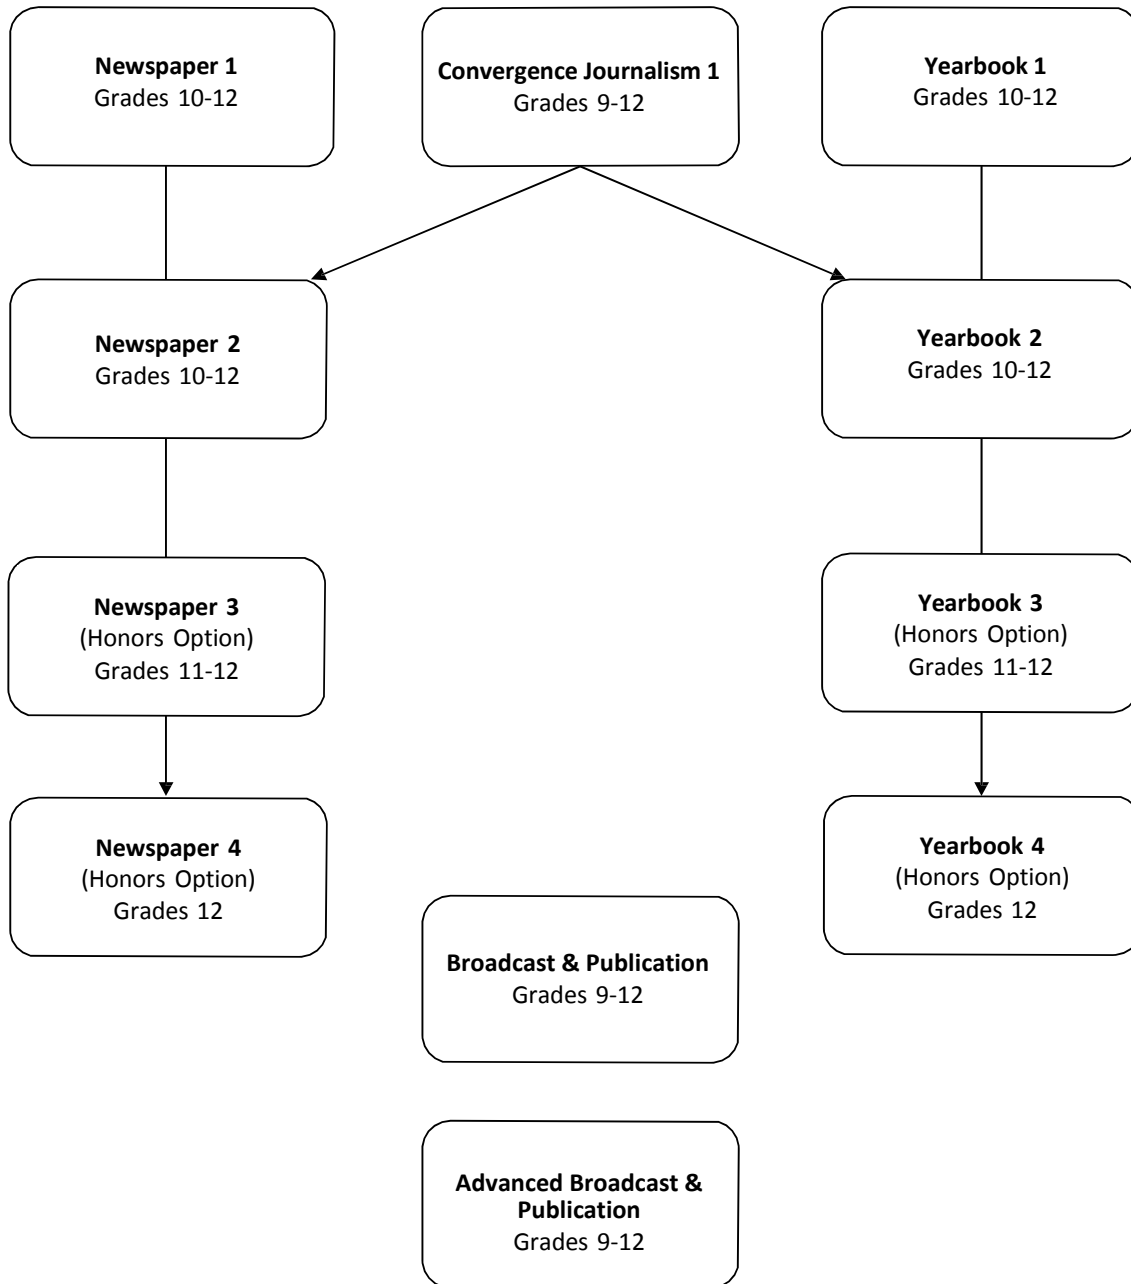 Newspaper 1
Grades 10-12
Convergence Journalism 1
Grades 9-12
Yearbook 1
Grades 10-12
Newspaper 2
Grades 10-12
Yearbook 2
Grades 10-12
Newspaper 3
(Honors Option)
Grades 11-12
Yearbook 3
(Honors Option)
Grades 11-12
Newspaper 4
(Honors Option)
Grades 12
Yearbook 4
(Honors Option)
Grades 12
Broadcast & Publication
Grades 9-12
Advanced Broadcast &
Publication
Grades 9-12